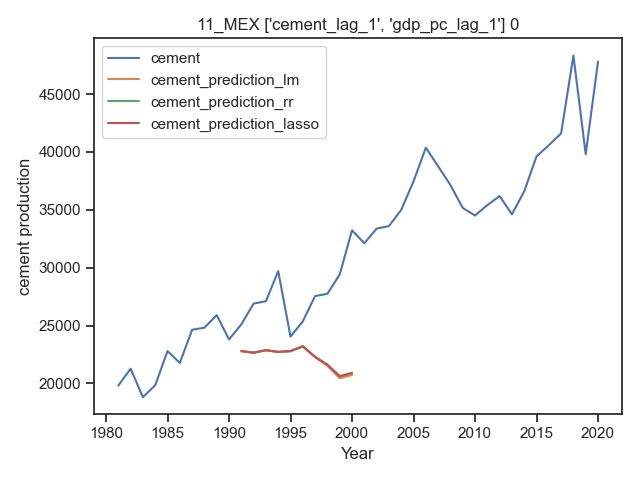 11_MEX ['cement_lag_1', 'gdp_pc_lag_1'] 0
cement
cement_prediction_lm
cement_prediction_rr
cement_prediction_lasso
cement production
45000
40000
35000
30000
25000
20000
1980 1985 1990 1995 2000 2005 2010 2015 2020
Year